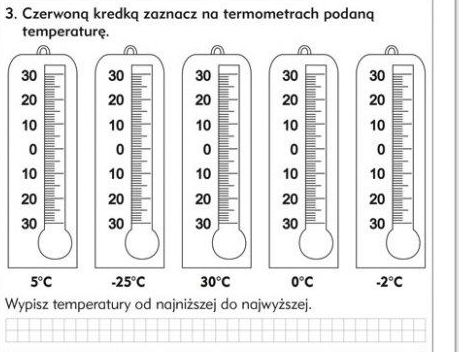 3. Czerwoną kredką zaznacz na termometrach podaną
temperaturę.
30 30 30 30 30
20 20 20 20 20
10 10 10 10 10
0 0 0 0 0
10 10 10 10 10
20 20 20 20 20
30 30 30 30 30
5°C -25°C 30°C 0°C -2°C
Wypisz temperatury od najniższej do najwyższej.